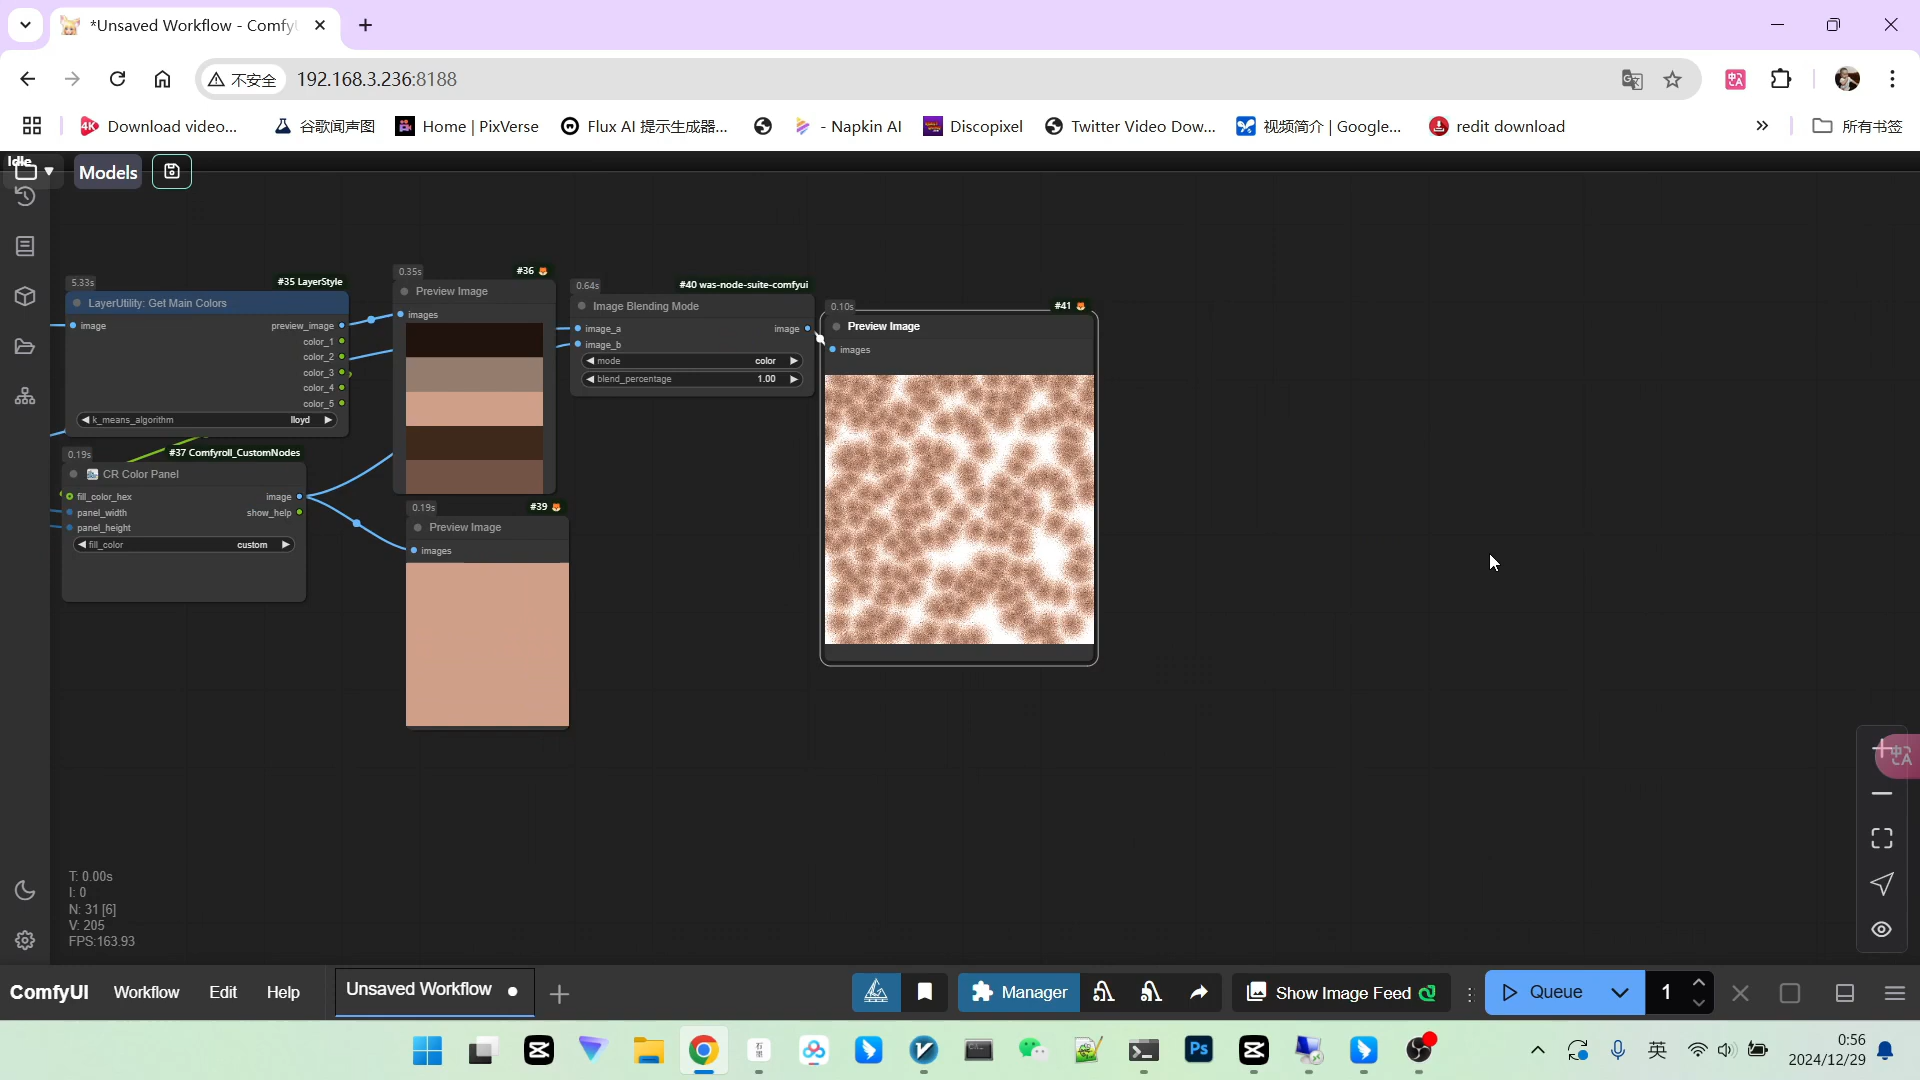 *Unsaved Workflow - ComfyU
不安全
192.168.3.236:8188
Download video...
谷歌闻声图
Home | PixVerse
Flux AI 提示生成器...
- Napkin AI
Discopixel
Twitter Video Dow...
视频简介 | Google...
redit download
所有书签
Idle
Models
5.33s
#35 LayerStyle
LayerUtility: Get Main Colors
image
preview_image
color_1
color_2
color_3
color_4
color_5
k_means_algorithm
lloyd
0.19s
#37 Comfyroll_CustomNodes
CR Color Panel
fill_color_hex
image
panel_width
show_help
panel_height
fill_color
custom
0.35s
#36
Preview Image
images
0.19s
#39
Preview Image
images
0.64s
#40 was-node-suite-comfyui
Image Blending Mode
image_a
image
image_b
mode
color
blend_percentage
1.00
0.10s
#41
Preview Image
images
T: 0.00s
I: 0
N: 31 [6]
V: 205
FPS:163.93
ComfyUI
Workflow
Edit
Help
Unsaved Workflow
Manager
Show Image Feed
Queue
1
英
0:56
2024/12/29